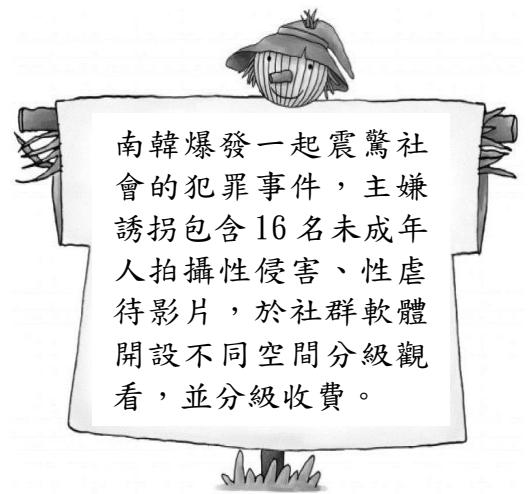 南韓爆發一起震驚社
會的犯罪事件，主嫌
誘拐包含16名未成年
人拍攝性侵害、性虐
待影片，於社群軟體
開設不同空間分級觀
看，並分級收費。